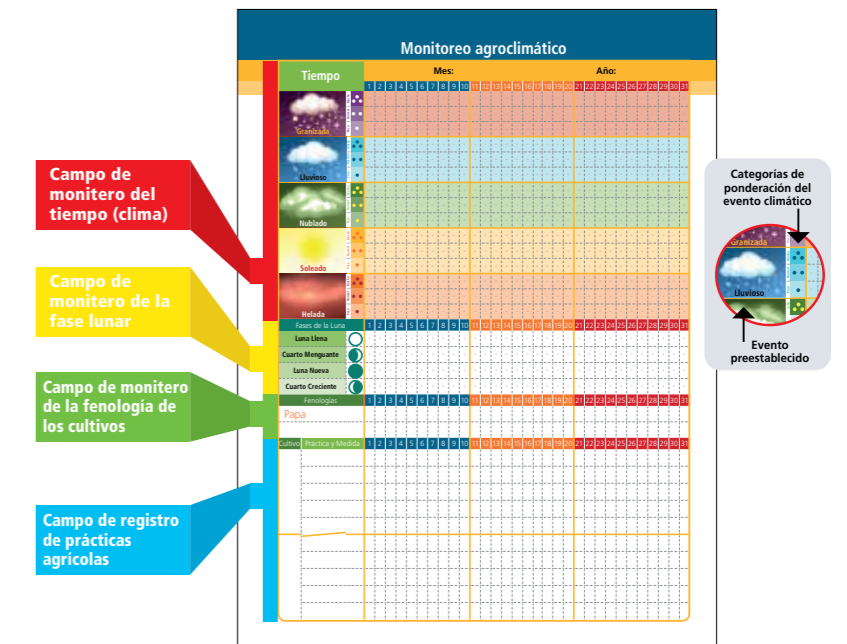 Monitoreo agroclimático
Tiempo
Mes:
Año:
1 2 3 4 5 6 7 8 9 10 11 12 13 14 15 16 17 18 19 20 21 22 23 24 25 26 27 28 29 30 31
Granizada
Lluvioso
Nublado
Soleado
Helada
Fases de la Luna 1 2 3 4 5 6 7 8 9 10 11 12 13 14 15 16 17 18 19 20 21 22 23 24 25 26 27 28 29 30 31
Luna Llena
Cuarto Menguante
Luna Nueva
Cuarto Creciente
Fenologías 1 2 3 4 5 6 7 8 9 10 11 12 13 14 15 16 17 18 19 20 21 22 23 24 25 26 27 28 29 30 31
Papa
Cultivo Práctica y Medida 1 2 3 4 5 6 7 8 9 10 11 12 13 14 15 16 17 18 19 20 21 22 23 24 25 26 27 28 29 30 31
Campo de
monitero del
tiempo (clima)
Campo de
monitero de la
fase lunar
Campo de monitero
de la fenología de
los cultivos
Campo de registro
de prácticas
agrícolas
Categorías de
ponderación del
evento climático
Granizada
Lluvioso
Evento
preestablecido